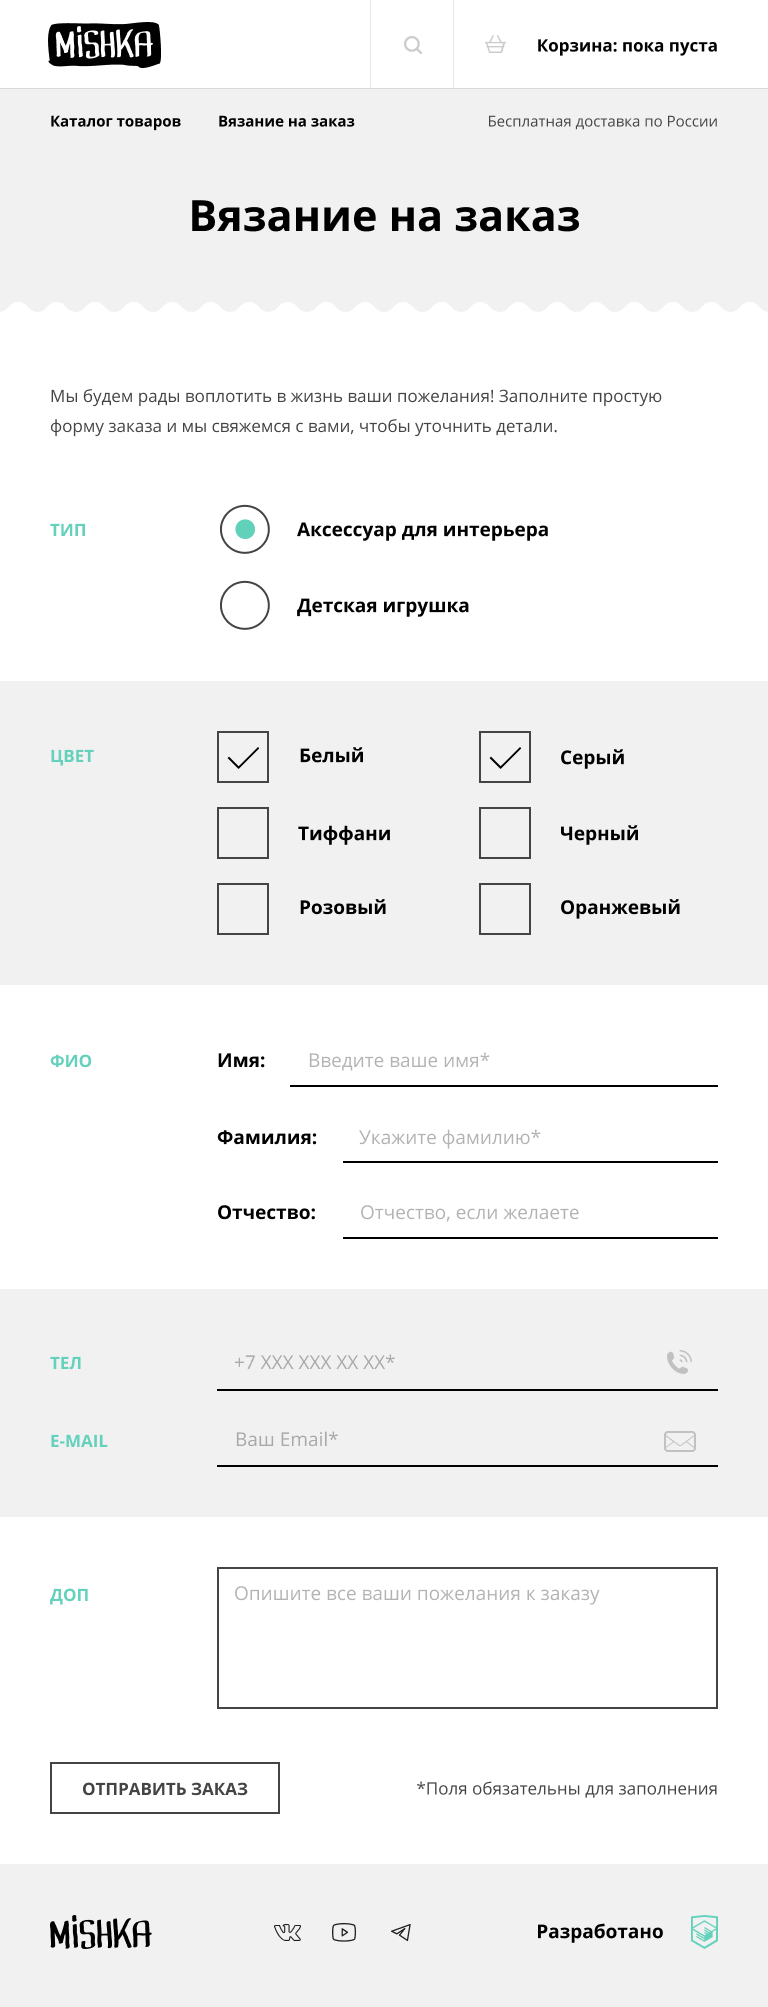 MiSHKA
Корзина: пока пуста
Каталог товаров
Вязание на заказ
Бесплатная доставка по России
Вязание на заказ
Мы будем рады воплотить в жизнь ваши пожелания! Заполните простую
форму заказа и мы свяжемся с вами, чтобы уточнить детали.
ТИП
Аксессуар для интерьера
Детская игрушка
ЦВЕТ
Белый
Серый
Тиффани
Черный
Розовый
Оранжевый
ФИО
Имя:
Введите ваше имя*
Фамилия:
Укажите фамилию*
Отчество:
Отчество, если желаете
ТЕЛ
+7 XXX XXX XX XX*
E-MAIL
Ваш Email*
ДОП
Опишите все ваши пожелания к заказу
ОТПРАВИТЬ ЗАКАЗ
*Поля обязательны для заполнения
MiSHKA
Разработано